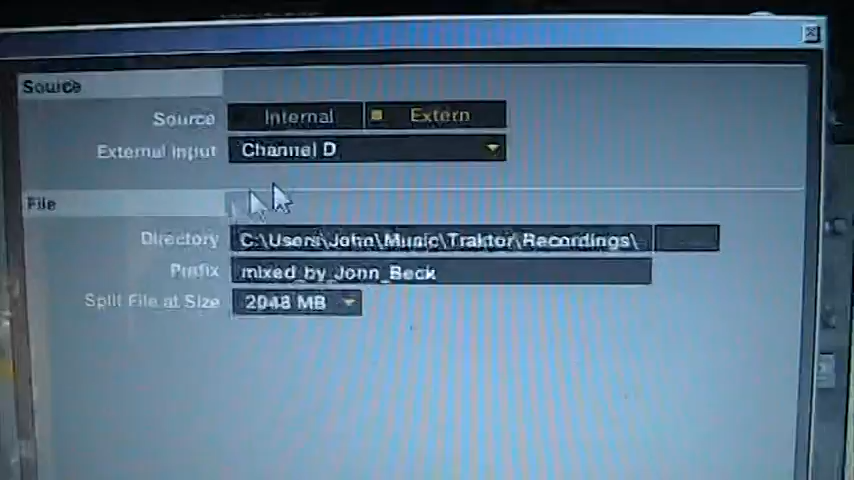 Source
Source Internal Extern
External Input Channel D
File
Directory C:\Users\John\Music\Traktor\Recordings\
Prefix mixed_by_John_Beck
Split File at Size 2048 MB